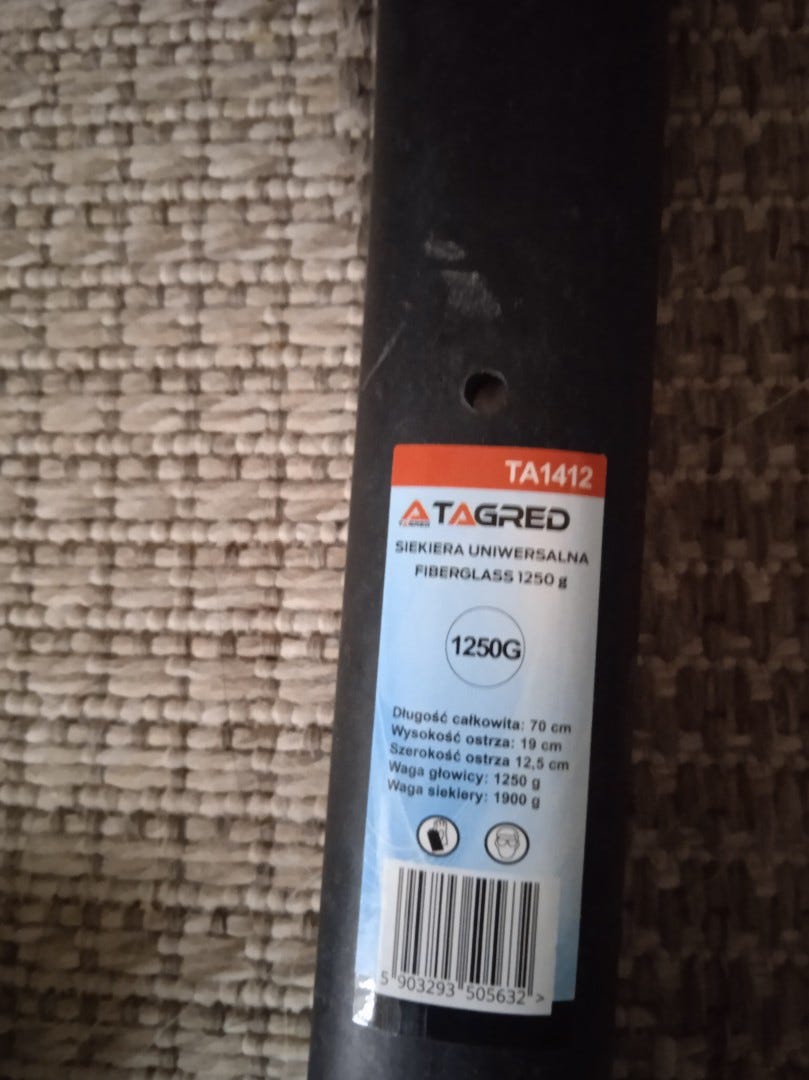 TA1412
TAGRED
TAGRED
SIEKIERA UNIWERSALNA
FIBERGLASS 1250 g
1250G
Długość całkowita: 70 cm
Wysokość ostrza: 19 cm
Szerokość ostrza 12,5 cm
Waga głowicy: 1250 g
Waga siekiery: 1900 g
5 903293 505632 >